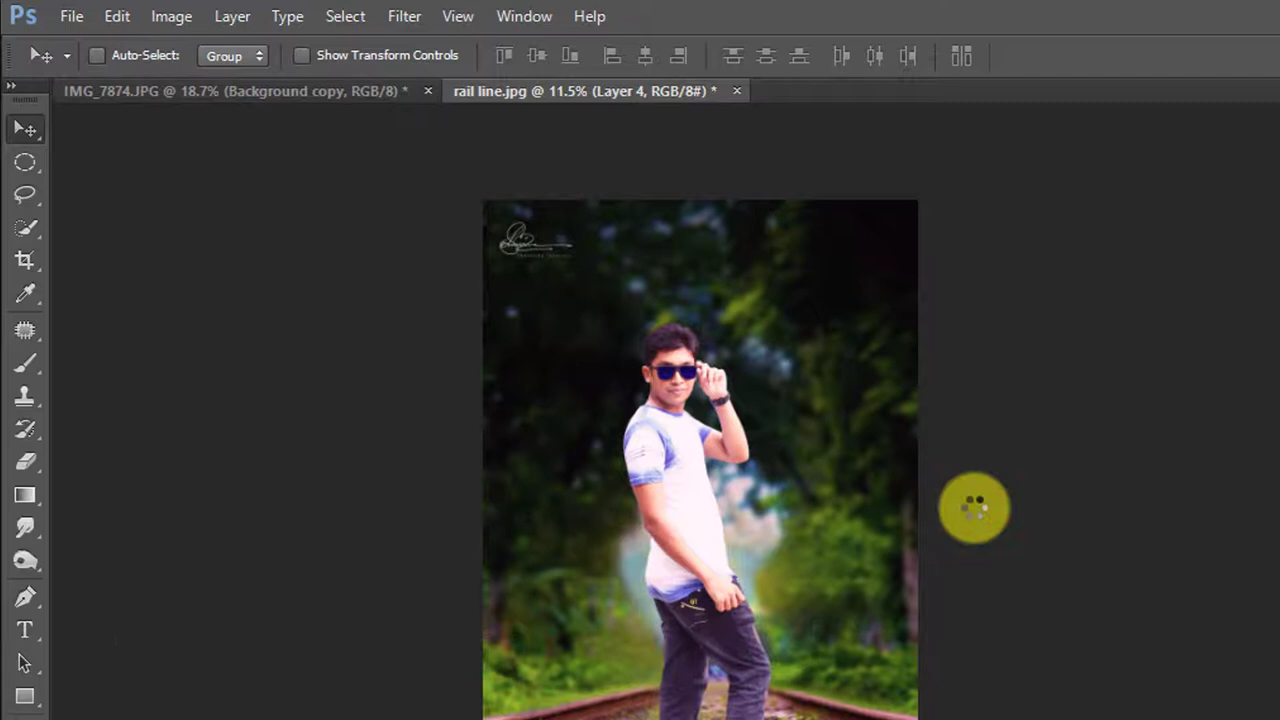 Ps File Edit Image Layer Type Select Filter View Window Help
Auto-Select: Group Show Transform Controls
IMG_7874.JPG @ 18.7% (Background copy, RGB/8) * × rail line.jpg @ 11.5% (Layer 4, RGB/8#) * ×
T